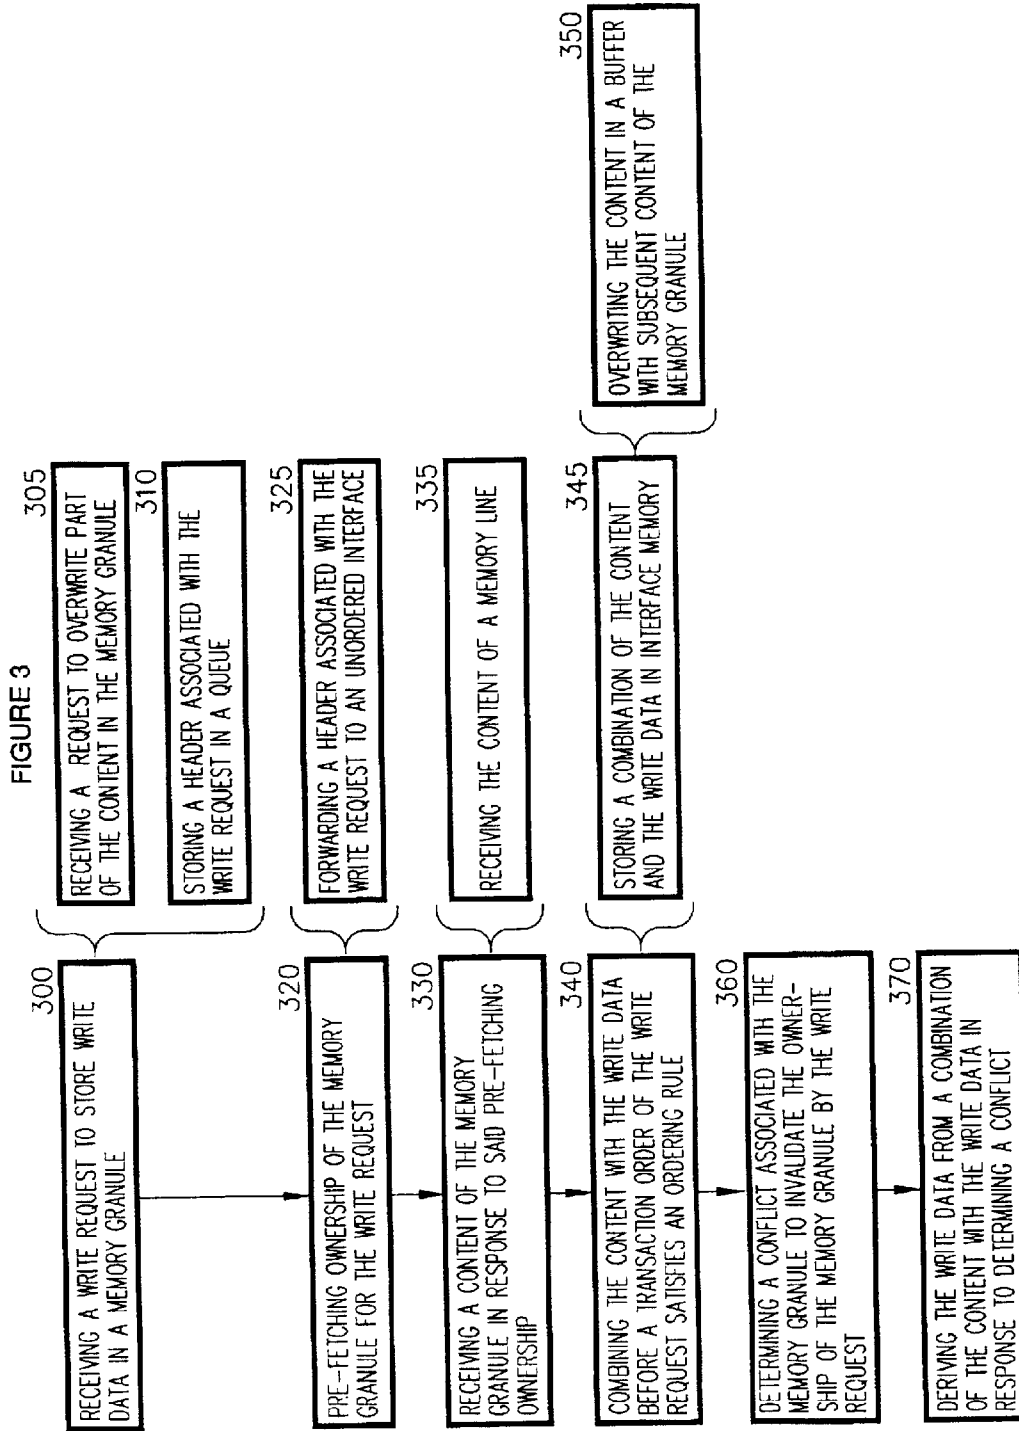 FIGURE 3
300
RECEIVING A WRITE REQUEST TO STORE WRITE
DATA IN A MEMORY GRANULE
305
RECEIVING A REQUEST TO OVERWRITE PART
OF THE CONTENT IN THE MEMORY GRANULE
310
STORING A HEADER ASSOCIATED WITH THE
WRITE REQUEST IN A QUEUE
320
PRE-FETCHING OWNERSHIP OF THE MEMORY
GRANULE FOR THE WRITE REQUEST
325
FORWARDING A HEADER ASSOCIATED WITH THE
WRITE REQUEST TO AN UNORDERED INTERFACE
330
RECEIVING A CONTENT OF THE MEMORY
GRANULE IN RESPONSE TO SAID PRE-FETCHING
OWNERSHIP
335
RECEIVING THE CONTENT OF A MEMORY LINE
340
COMBINING THE CONTENT WITH THE WRITE DATA
BEFORE A TRANSACTION ORDER OF THE WRITE
REQUEST SATISFIES AN ORDERING RULE
345
STORING A COMBINATION OF THE CONTENT
AND THE WRITE DATA IN INTERFACE MEMORY
350
OVERWRITING THE CONTENT IN A BUFFER
WITH SUBSEQUENT CONTENT OF THE
MEMORY GRANULE
360
DETERMINING A CONFLICT ASSOCIATED WITH THE
MEMORY GRANULE TO INVALIDATE THE OWNER-
SHIP OF THE MEMORY GRANULE BY THE WRITE
REQUEST
370
DERIVING THE WRITE DATA FROM A COMBINATION
OF THE CONTENT WITH THE WRITE DATA IN
RESPONSE TO DETERMINING A CONFLICT